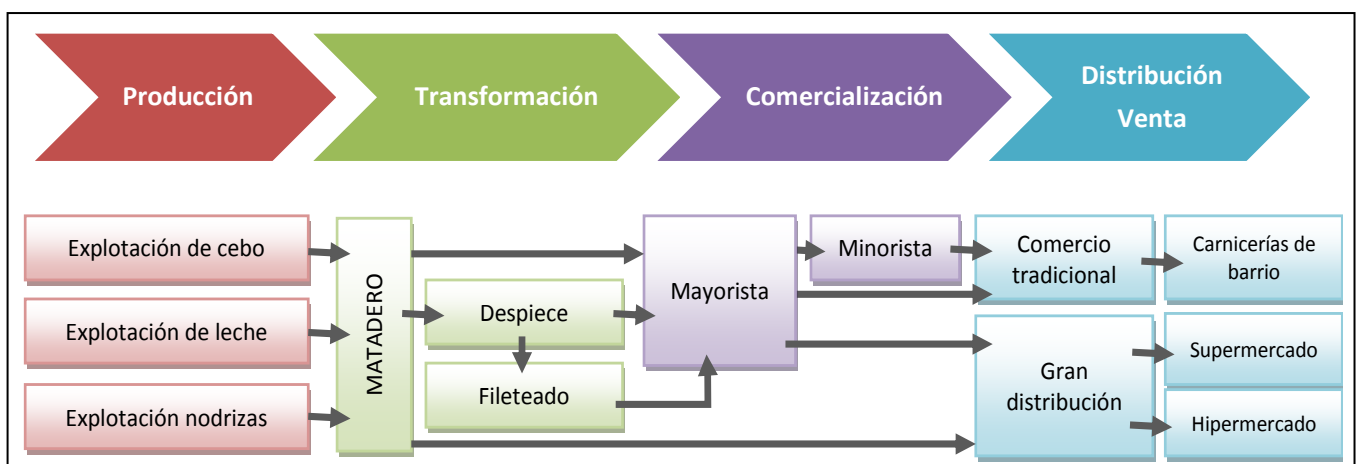 Producción
Transformación
Comercialización
Distribución
Venta
Explotación de cebo
Explotación de leche
Explotación nodrizas
MATADERO
Despiece
Fileteado
Mayorista
Minorista
Comercio
tradicional
Carnicerías de
barrio
Gran
distribución
Supermercado
Hipermercado